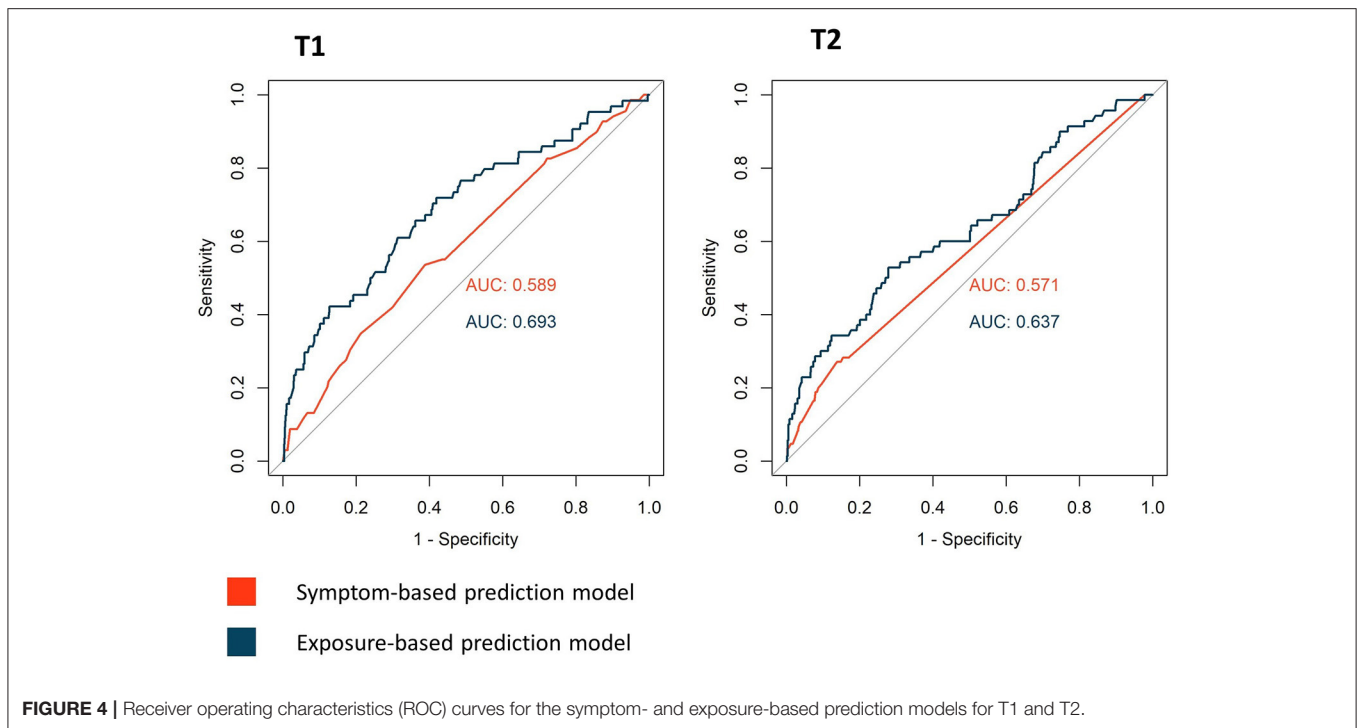 T1
T2
Sensitivity
1.0
0.8
0.6
0.4
0.2
0.0
AUC: 0.589
AUC: 0.693
0.0 0.2 0.4 0.6 0.8 1.0
1 - Specificity
Sensitivity
1.0
0.8
0.6
0.4
0.2
0.0
AUC: 0.571
AUC: 0.637
0.0 0.2 0.4 0.6 0.8 1.0
1 - Specificity
Symptom-based prediction model
Exposure-based prediction model
FIGURE 4 | Receiver operating characteristics (ROC) curves for the symptom- and exposure-based prediction models for T1 and T2.